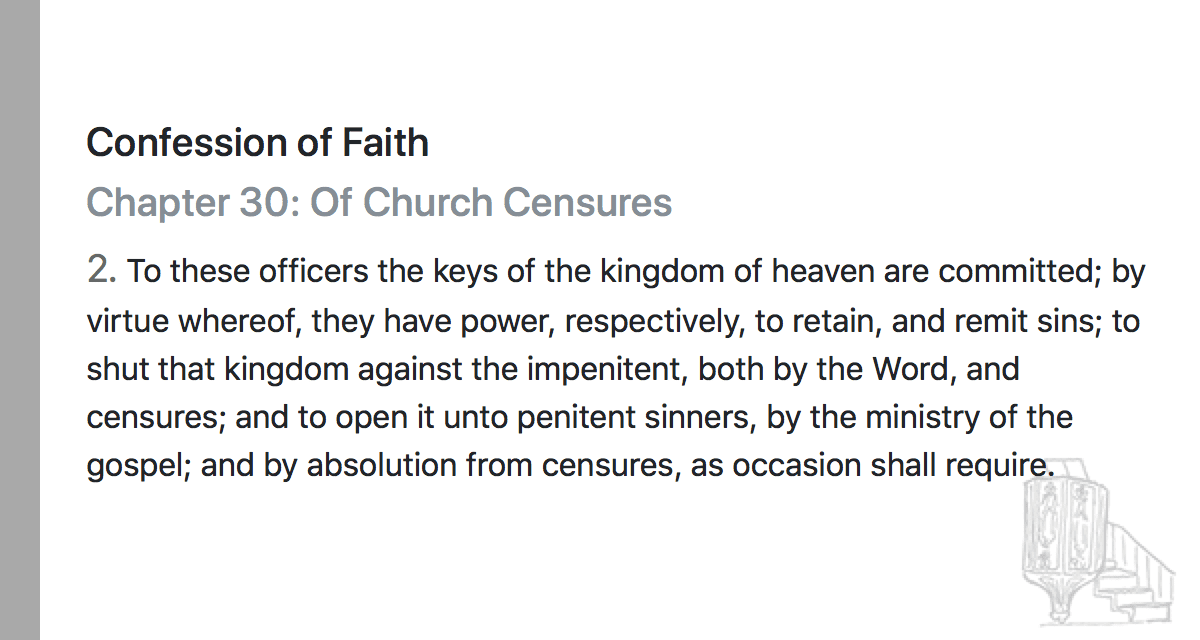 Confession of Faith
Chapter 30: Of Church Censures
2. To these officers the keys of the kingdom of heaven are committed; by
virtue whereof, they have power, respectively, to retain, and remit sins; to
shut that kingdom against the impenitent, both by the Word, and
censures; and to open it unto penitent sinners, by the ministry of the
gospel; and by absolution from censures, as occasion shall require.